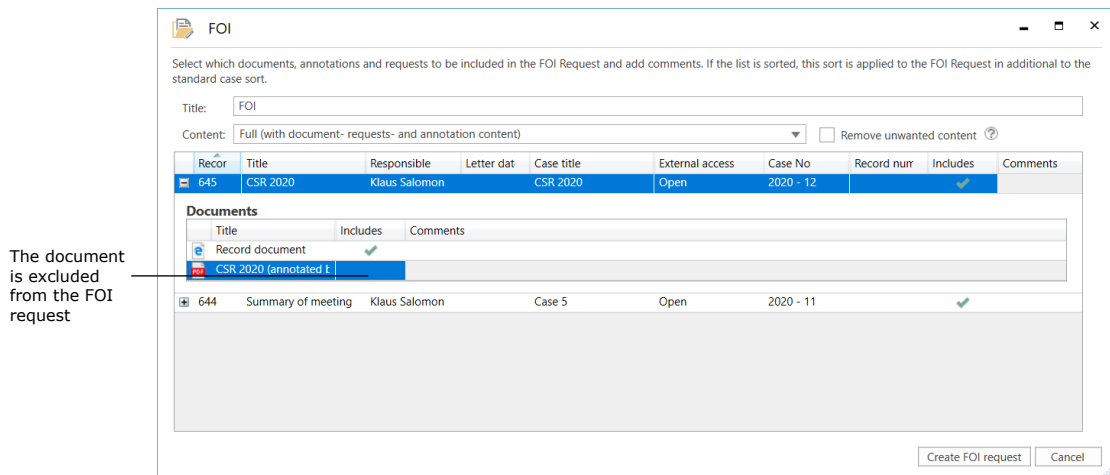 FOI
Select which documents, annotations and requests to be included in the FOI Request and add comments. If the list is sorted, this sort is applied to the FOI Request in additional to the
standard case sort.
Title: FOI
Content: Full (with document- requests- and annotation content) Remove unwanted content ?
Recor Title Responsible Letter dat Case title External access Case No Record num Includes Comments
645 CSR 2020 Klaus Salomon CSR 2020 Open 2020 - 12
Documents
Title Includes Comments
Record document
PDF CSR 2020 (annotated b
The document
is excluded
from the FOI
request
644 Summary of meeting Klaus Salomon Case 5 Open 2020 - 11
Create FOI request Cancel